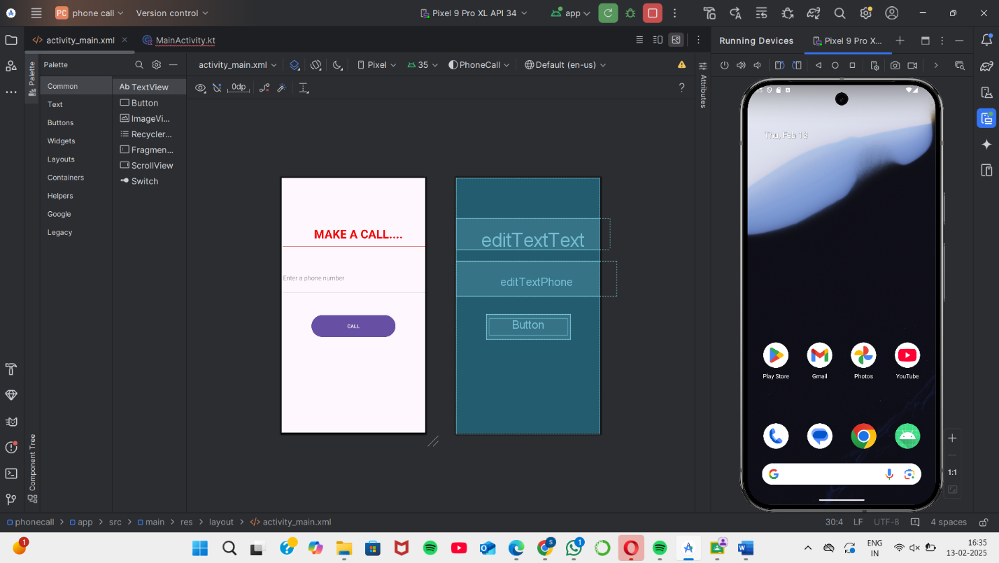 PC phone call Version control Pixel 9 Pro XL API 34 app
activity_main.xml MainActivity.kt Running Devices Pixel 9 Pro X...
Palette
Palette
activity_main.xml Pixel 35 PhoneCall Default (en-us)
Attributes
0dp
Common
Text
Buttons
Widgets
Layouts
Containers
Helpers
Google
Legacy
Ab TextView
Button
ImageVi...
Recycler...
Fragmen...
ScrollView
Switch
MAKE A CALL....
Enter a phone number
CALL
editTextText
editTextPhone
Button
Thu, Feb 13
Play Store Gmail Photos YouTube
1:1
Component Tree
phonecall > app > src > main > res > layout > activity_main.xml 30:4 LF UTF-8 4 spaces
1
S
1
ENG
IN
16:35
13-02-2025